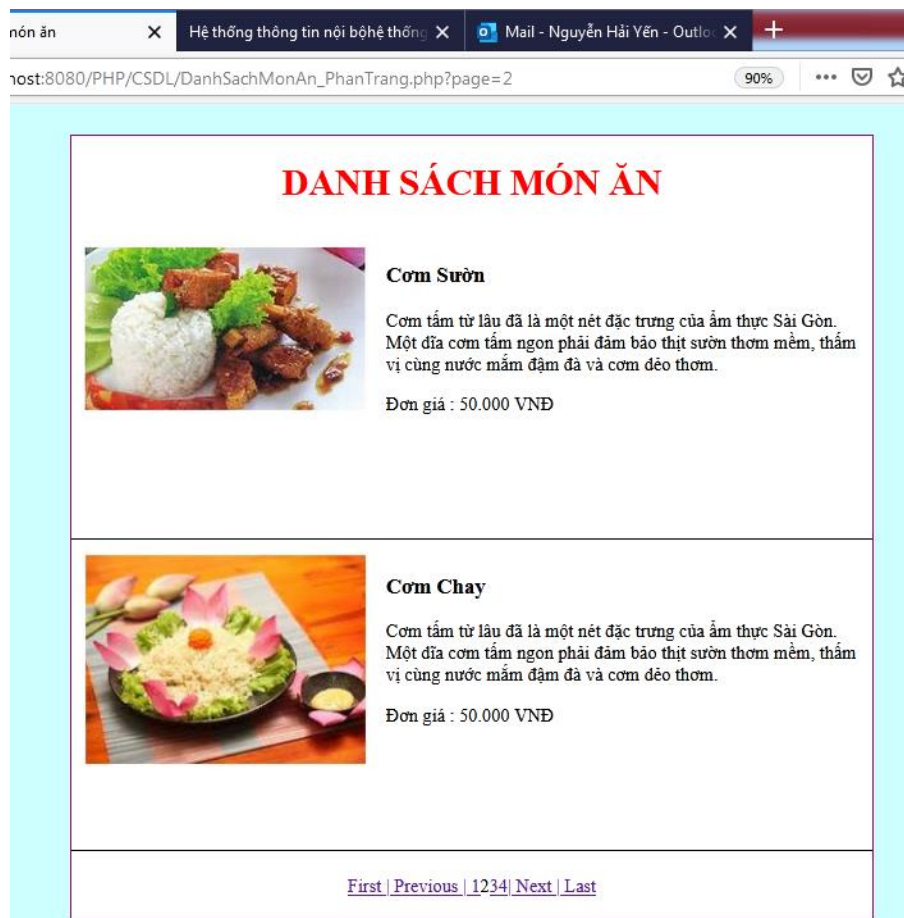 món ăn
Hệ thống thông tin nội bộhệ thống
Mail - Nguyễn Hải Yến - Outlo
host:8080/PHP/CSDL/DanhSachMonAn_PhanTrang.php?page=2
90%
DANH SÁCH MÓN ĂN
Cơm Sườn
Cơm tấm từ lâu đã là một nét đặc trưng của ẩm thực Sài Gòn.
Một dĩa cơm tấm ngon phải đảm bảo thịt sườn thơm mềm, thấm
vị cùng nước mắm đậm đà và cơm dẻo thơm.
Đơn giá : 50.000 VNĐ
Cơm Chay
Cơm tấm từ lâu đã là một nét đặc trưng của ẩm thực Sài Gòn.
Một dĩa cơm tấm ngon phải đảm bảo thịt sườn thơm mềm, thấm
vị cùng nước mắm đậm đà và cơm dẻo thơm.
Đơn giá : 50.000 VNĐ
First | Previous | 1234| Next | Last